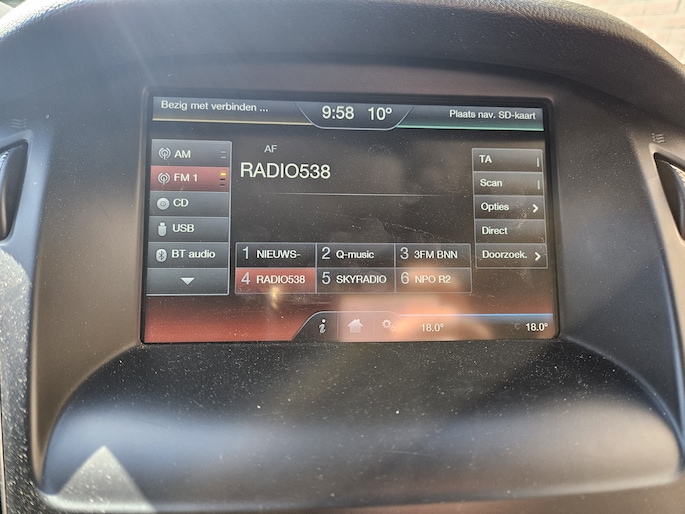 Bezig met verbinden ...
9:58 10°
Plaats nav. SD-kaart
AM
FM 1
CD
USB
BT audio
AF
RADIO538
1 NIEUWS-
2 Q-music
3 3FM BNN
4 RADIO538
5 SKYRADIO
6 NPO R2
TA
Scan
Opties
Direct
Doorzoek.
i
18.0°
C 18.0°